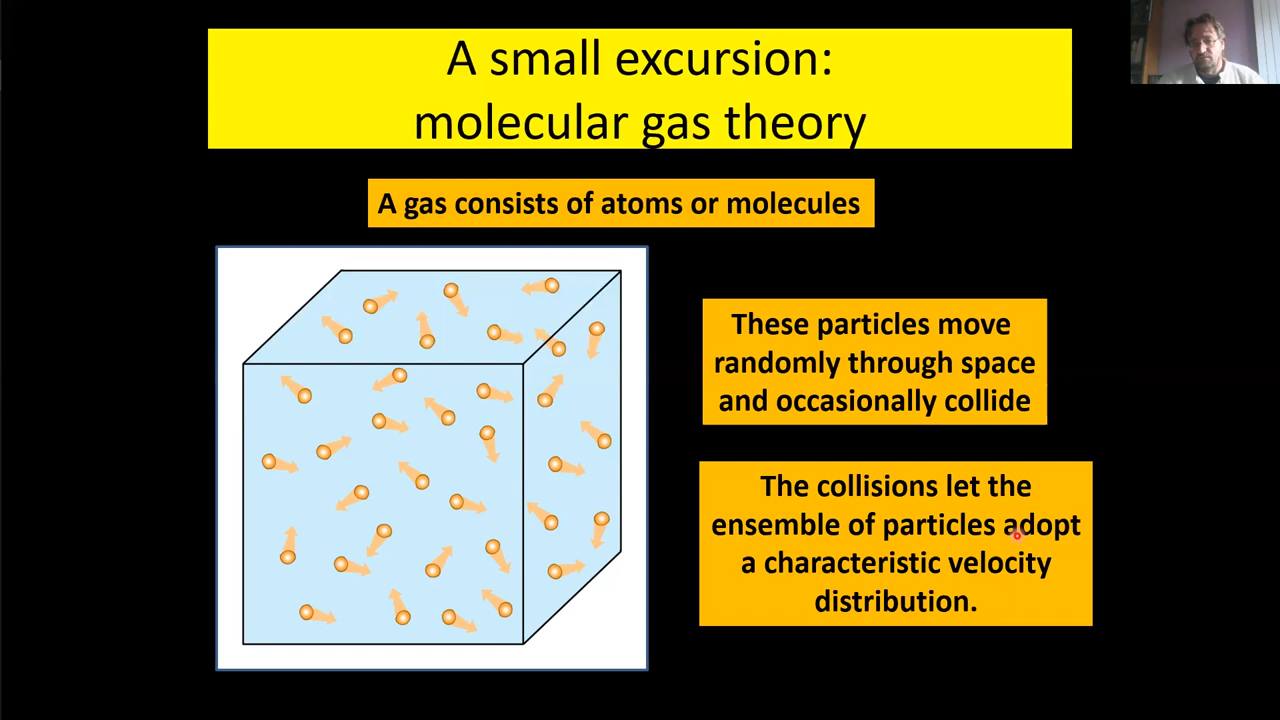 A small excursion:
molecular gas theory
A gas consists of atoms or molecules
These particles move
randomly through space
and occasionally collide
The collisions let the
ensemble of particles adopt
a characteristic velocity
distribution.